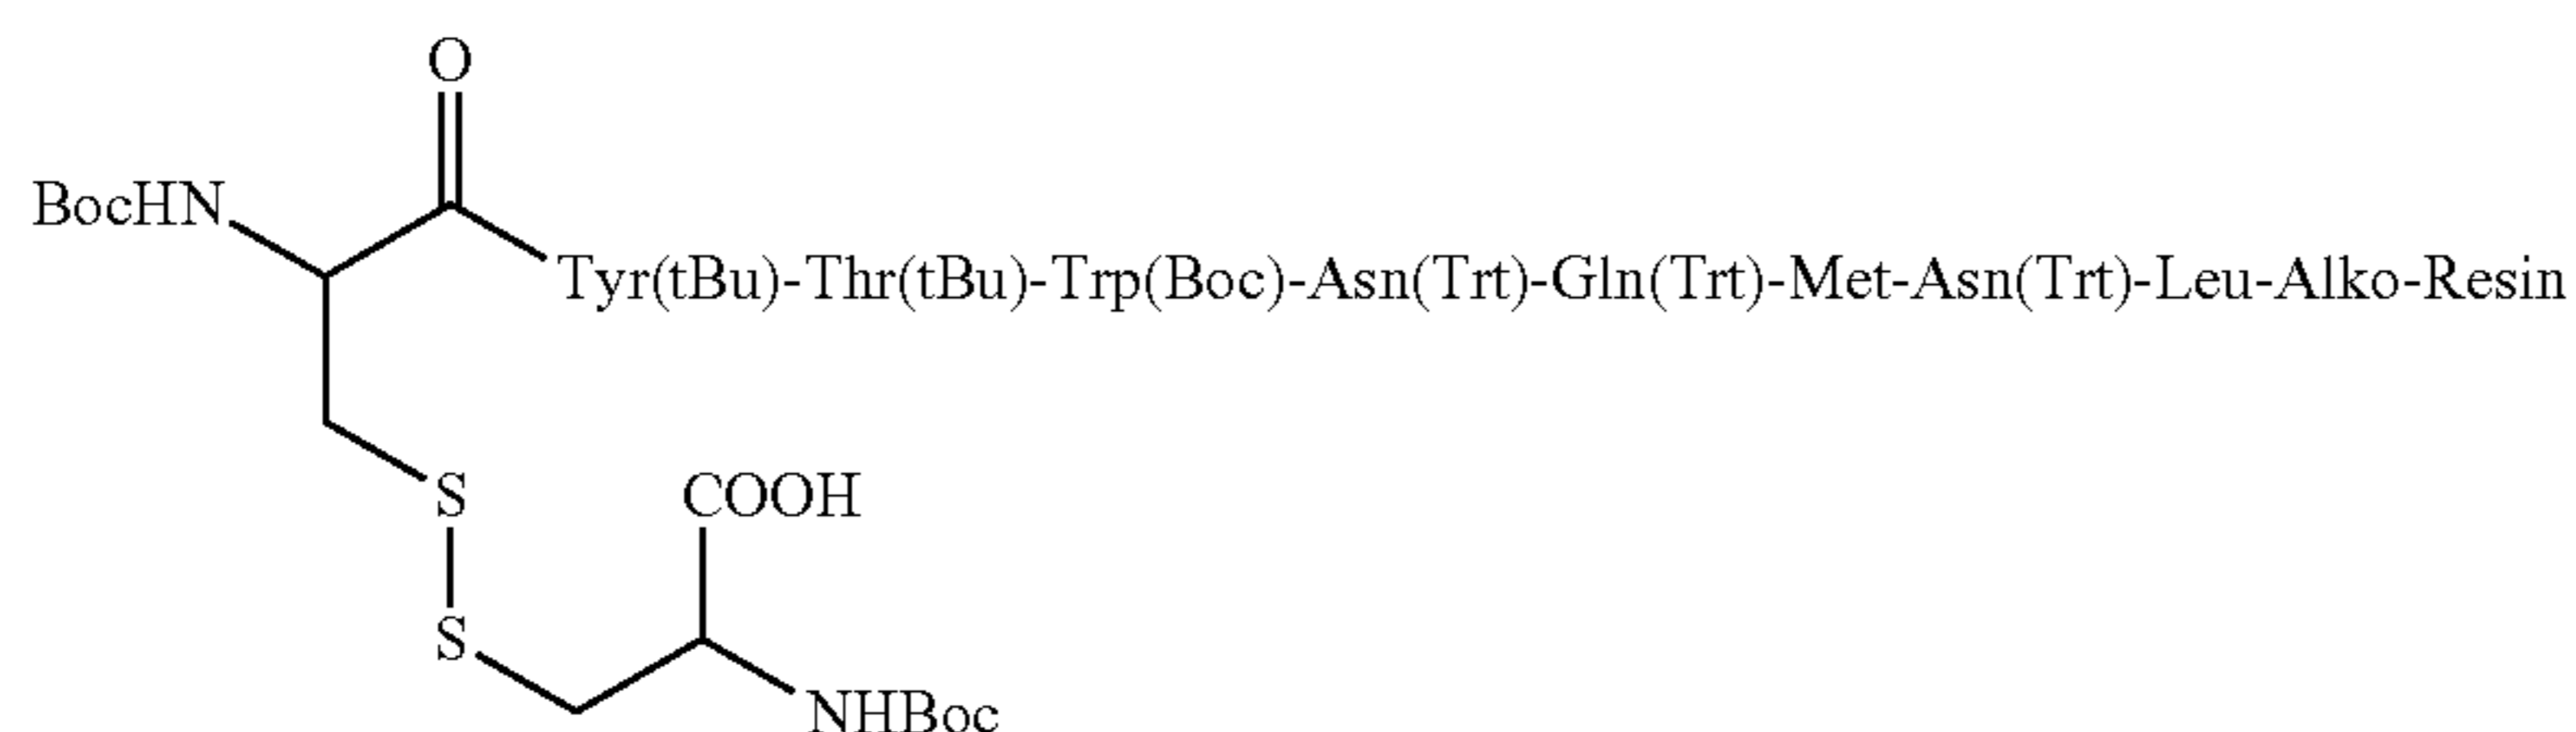 O
BocHN
Tyr(tBu)-Thr(tBu)-Trp(Boc)-Asn(Trt)-Gln(Trt)-Met-Asn(Trt)-Leu-Alko-Resin
S
COOH
S
NHBoc